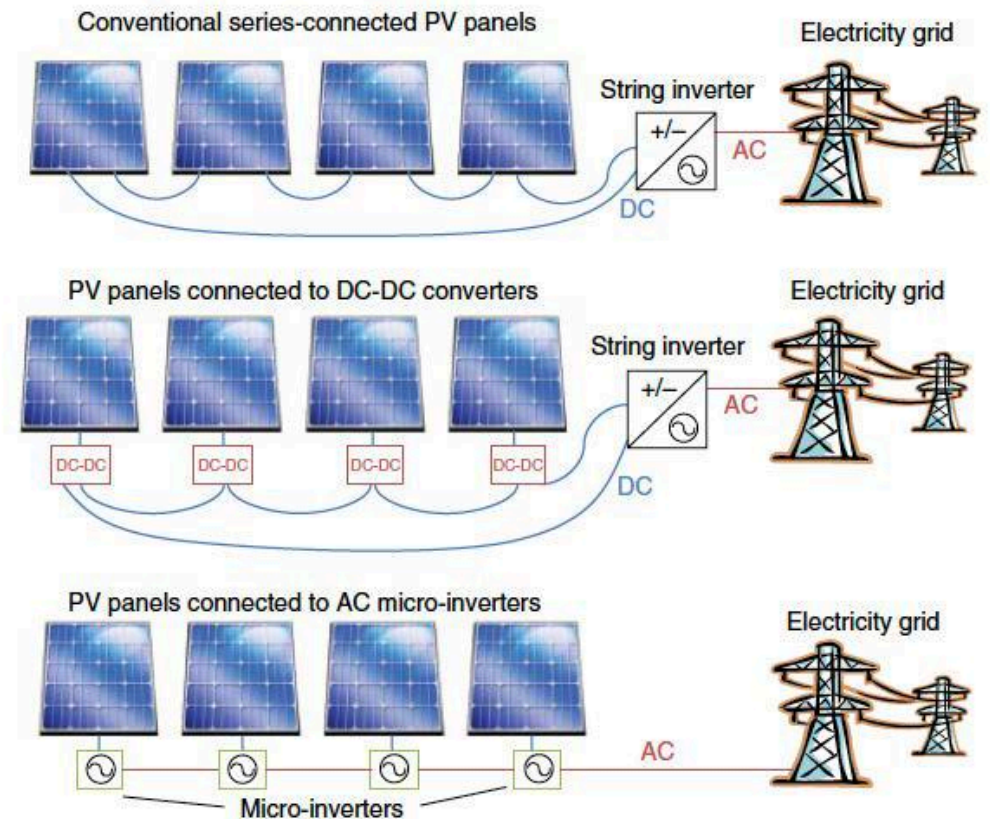 Conventional series-connected PV panels
Electricity grid
String inverter
+/−
AC
DC
PV panels connected to DC-DC converters
Electricity grid
String inverter
+/−
AC
DC-DC
DC-DC
DC-DC
DC-DC
DC
PV panels connected to AC micro-inverters
Electricity grid
AC
Micro-inverters